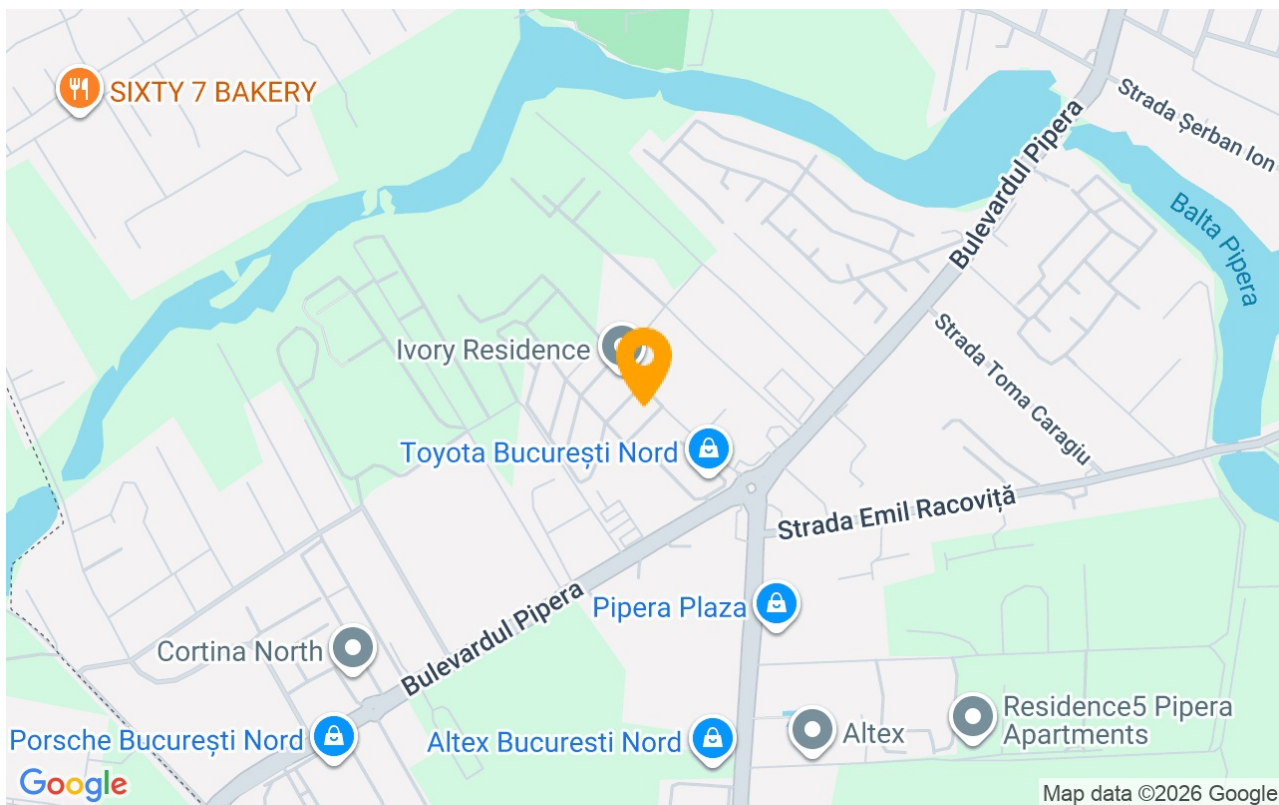 SIXTY 7 BAKERY
Strada Șerban Ion
Bulevardul Pipera
Balta Pipera
Ivory Residence
Strada Toma Caragiu
Toyota București Nord
Strada Emil Racoviță
Pipera Plaza
Bulevardul Pipera
Cortina North
Residence5 Pipera
Apartments
Porsche București Nord
Altex Bucuresti Nord
Altex
Google
Map data ©2026 Google